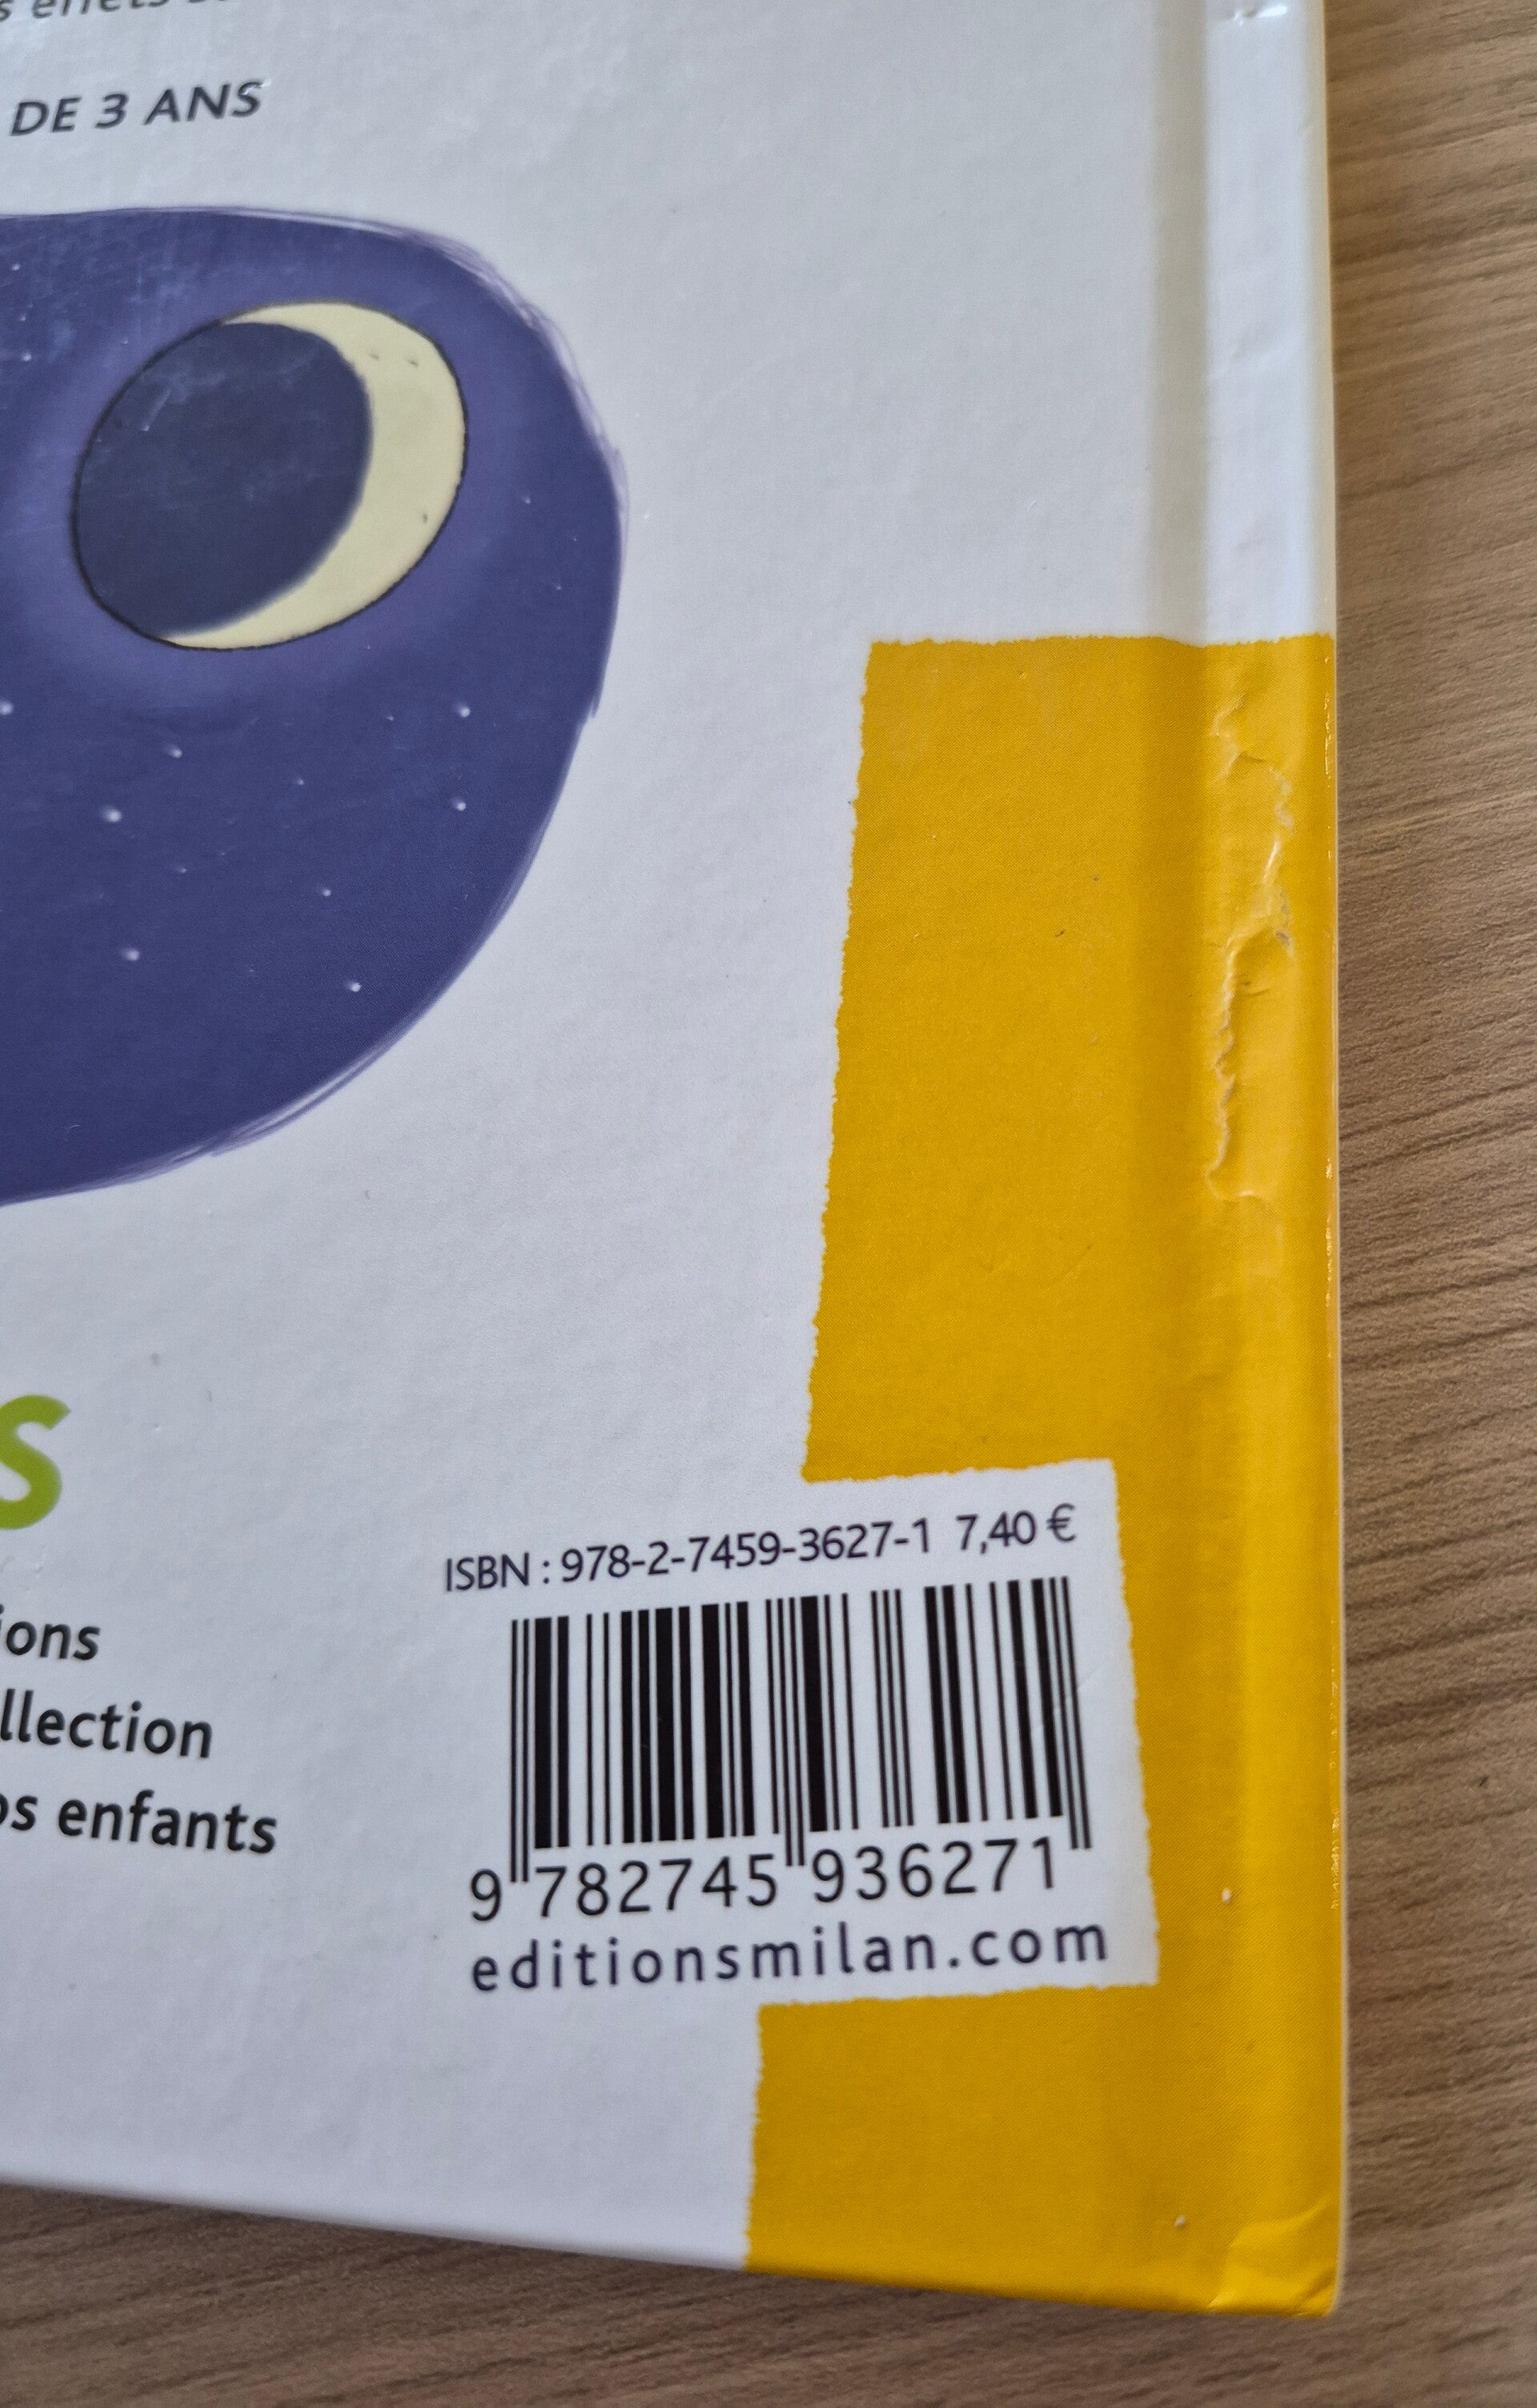 effets
DE 3 ANS
S
ions
llection
os enfants
ISBN : 978-2-7459-3627-1 7,40 €
9 782745 936271
editionsmilan.com